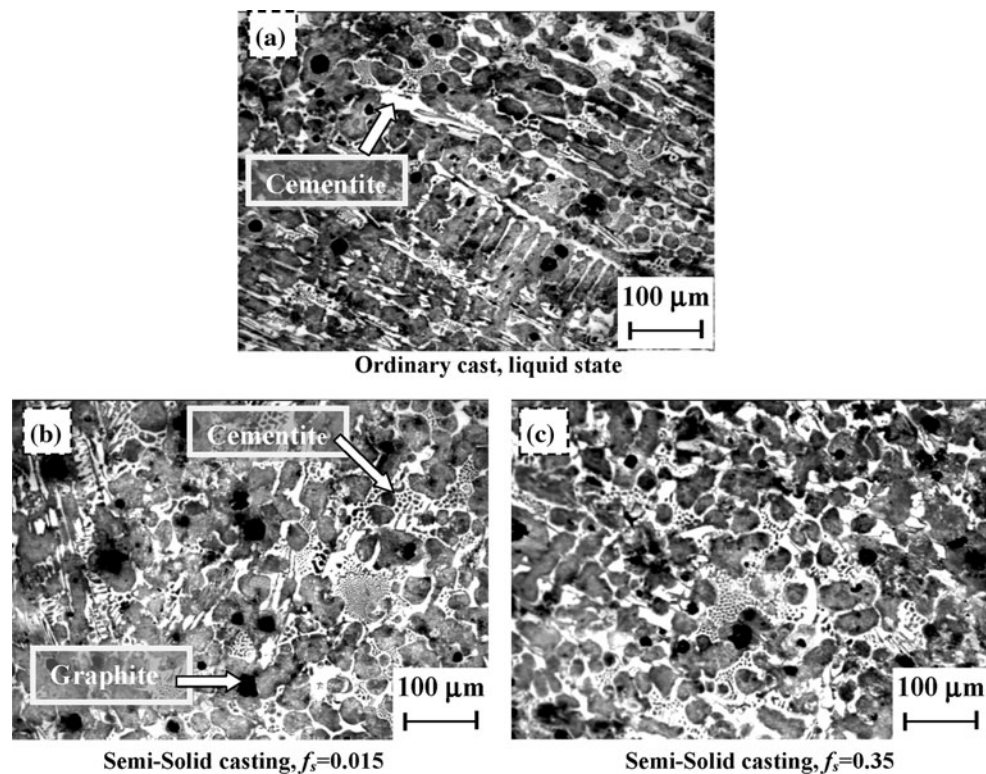 (a)
Cementite
100 μm
Ordinary cast, liquid state
(b)
Cementite
Graphite
100 μm
Semi-Solid casting, fs=0.015
(c)
100 μm
Semi-Solid casting, fs=0.35